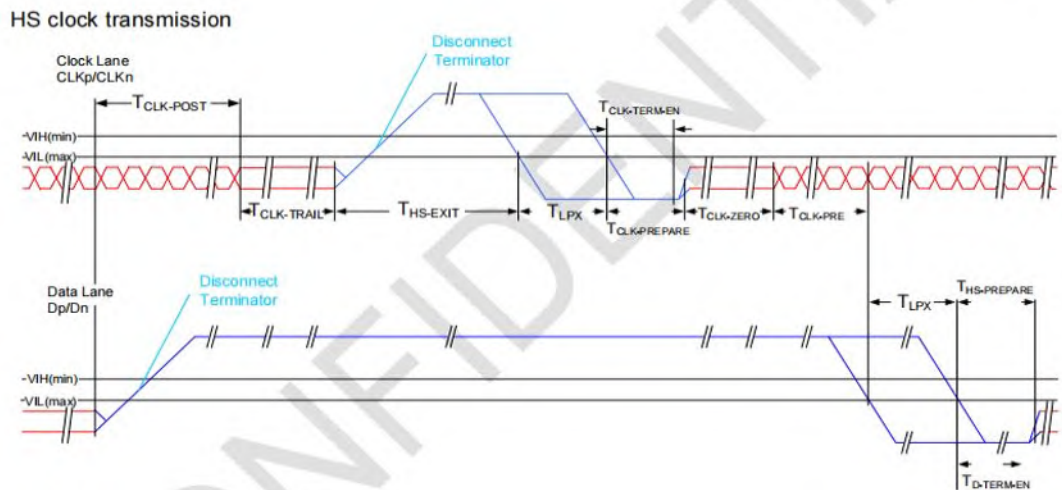 HS clock transmission
Clock Lane
CLKp/CLKn
Disconnect
Terminator
TCLK-POST
TCLK-TERM-EN
VIH(min)
VIL(max)
TCLK-TRAIL
THS-EXIT
TLPX
TCLK-PREPARE
TCLK-ZERO
TCLK-PRE
Data Lane
Dp/Dn
Disconnect
Terminator
TLPX
THS-PREPARE
VIH(min)
VIL(max)
TD-TERM-EN
CONFIDENTI